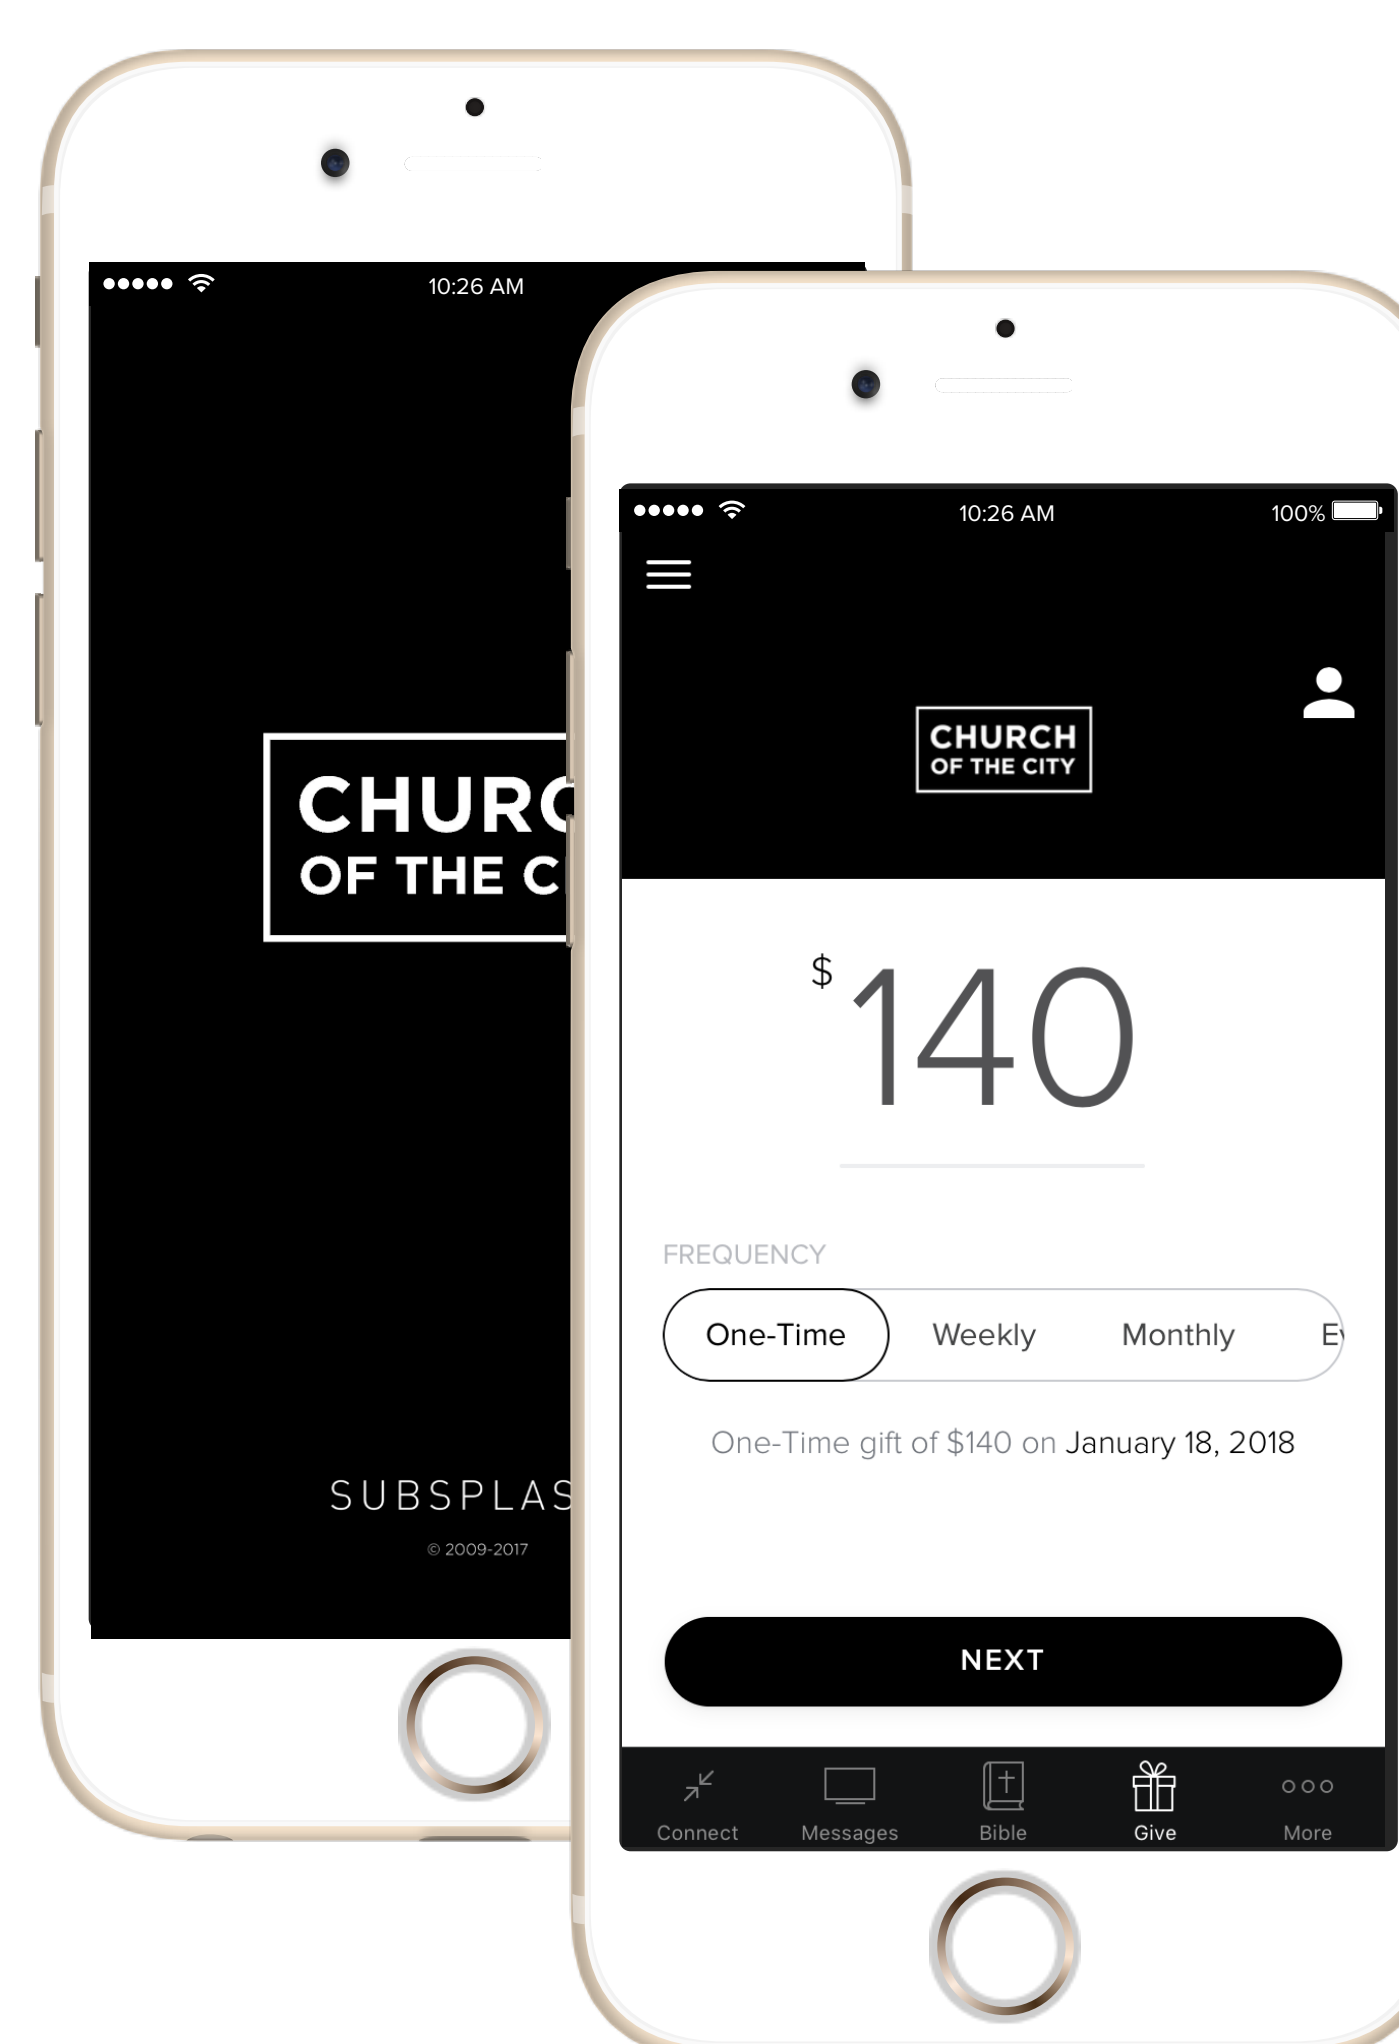 10:26 AM
CHURC
OF THE C
SUBSPLAS
© 2009-2017
10:26 AM
100%
CHURCH
OF THE CITY
$140
FREQUENCY
One-Time Weekly Monthly Ev
One-Time gift of $140 on January 18, 2018
NEXT
Connect Messages Bible Give More